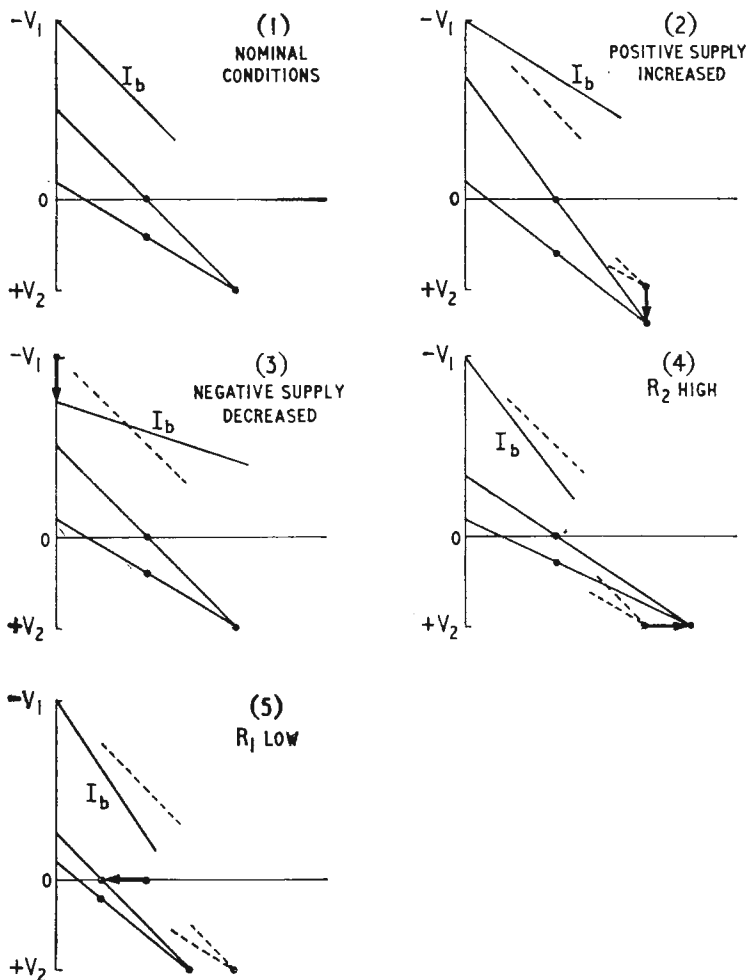 -V1
(1)
NOMINAL
CONDITIONS
Ib
0
+V2
-V1
(2)
POSITIVE SUPPLY
INCREASED
Ib
0
+V2
-V1
(3)
NEGATIVE SUPPLY
DECREASED
Ib
0
+V2
-V1
(4)
R2 HIGH
Ib
0
+V2
-V1
(5)
R1 LOW
Ib
0
+V2